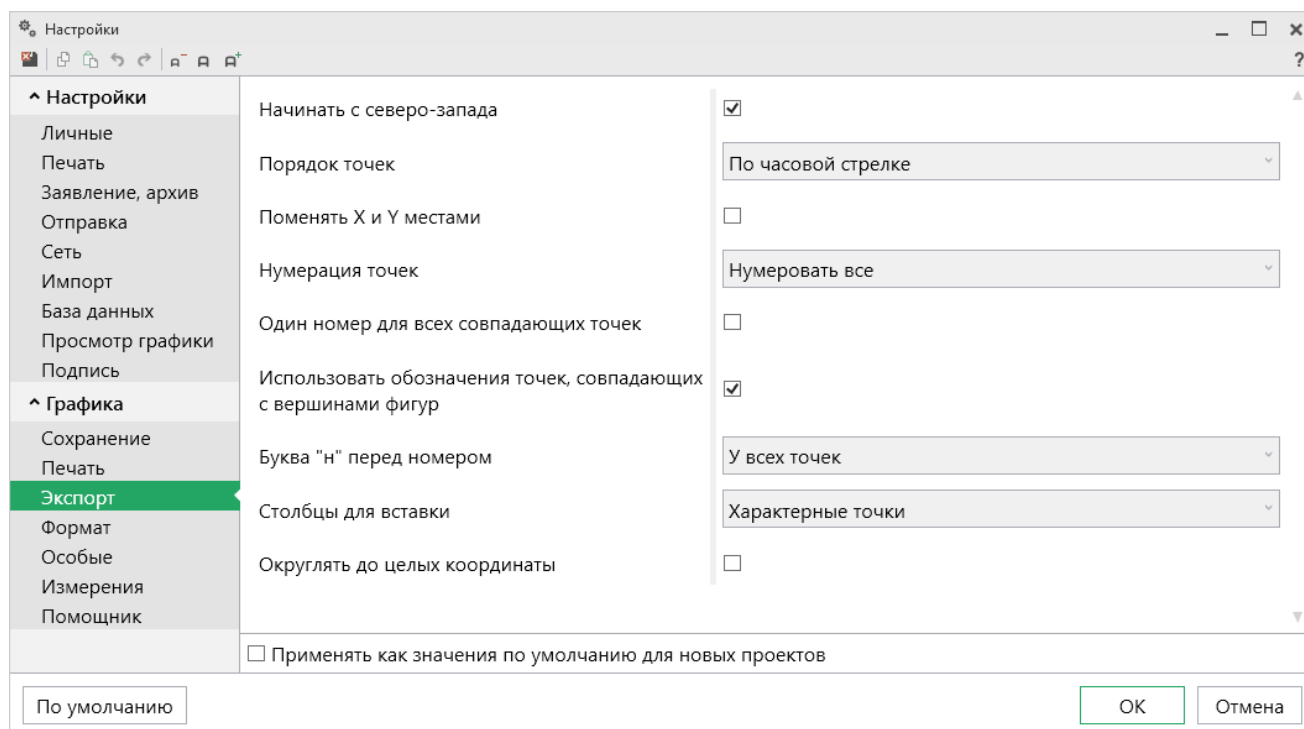 Настройки
?
Настройки
Личные
Печать
Заявление, архив
Отправка
Сеть
Импорт
База данных
Просмотр графики
Подпись
Графика
Сохранение
Печать
Экспорт
Формат
Особые
Измерения
Помощник
Начинать с северо-запада
Порядок точек
По часовой стрелке
Поменять X и Y местами
Нумерация точек
Нумеровать все
Один номер для всех совпадающих точек
Использовать обозначения точек, совпадающих
с вершинами фигур
Буква "н" перед номером
У всех точек
Столбцы для вставки
Характерные точки
Округлять до целых координаты
Применять как значения по умолчанию для новых проектов
По умолчанию
ОК
Отмена